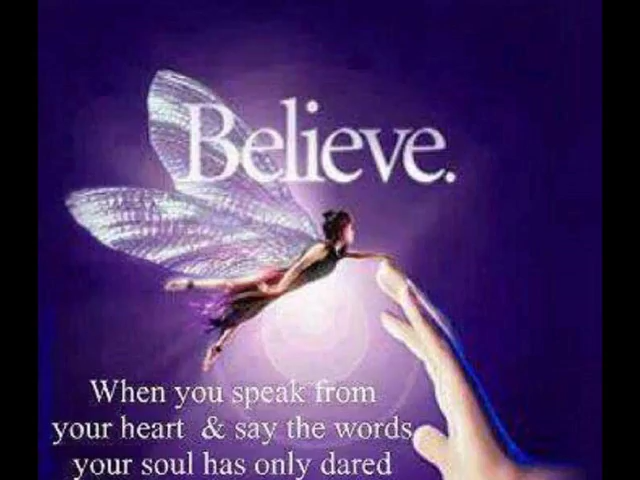 Believe.
When you speak from
your heart & say the words
your soul has only dared